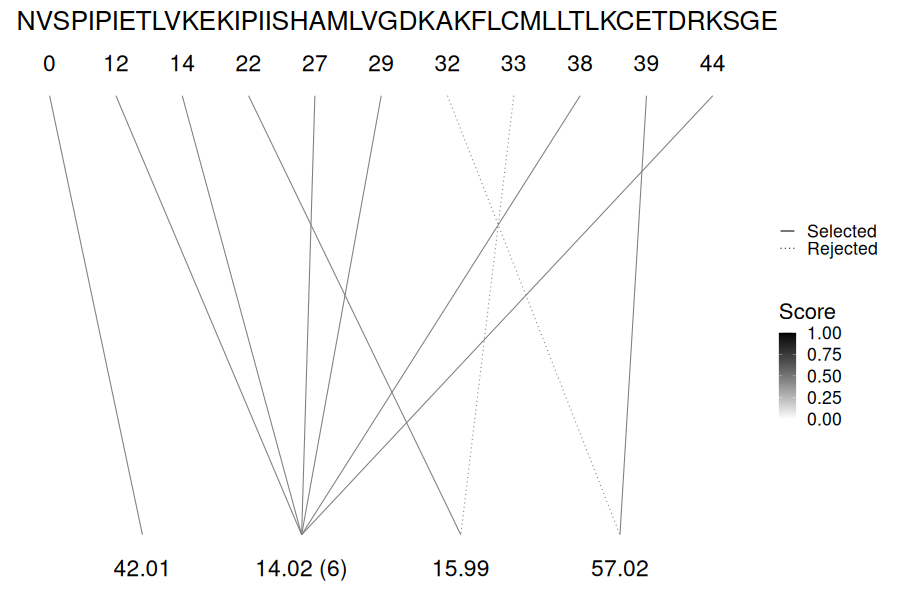 NVSPIPIETLVKEKIPIISHAMLVGDKAKFLCMLLTLKCETDRKSGE
0 12 14 22 27 29 32 33 38 39 44
Selected
Rejected
Score
1.00
0.75
0.50
0.25
0.00
42.01 14.02 (6) 15.99 57.02